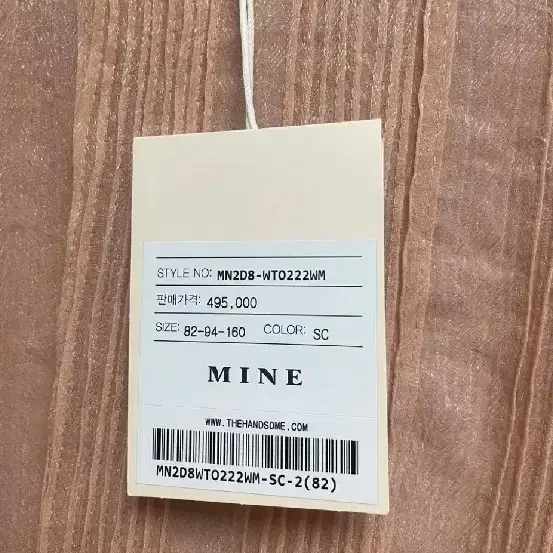 STYLE NO: MN2D8-WTO222WM
판매가격: 495,000
SIZE: 82-94-160 COLOR: SC
MINE
WWW.THEHANDSOME.COM
MN2D8WTO222WM-SC-2(82)